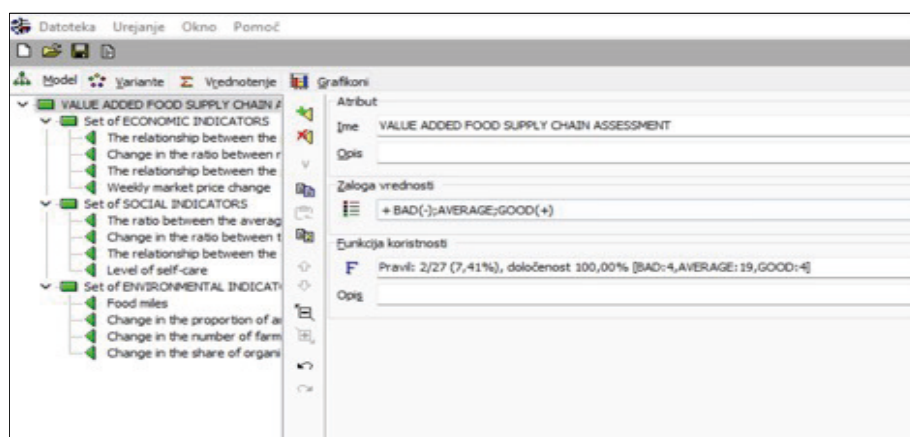 Datoteka Urejanje Okno Pomoč
Model Variante Σ Vrednotenje Grafikoni
VALUE ADDED FOOD SUPPLY CHAIN A
Set of ECONOMIC INDICATORS
The relationship between the
Change in the ratio between r
The relationship between the
Weekly market price change
Set of SOCIAL INDICATORS
The ratio between the averag
Change in the ratio between t
The relationship between the
Level of self-care
Set of ENVIRONMENTAL INDICAT
Food miles
Change in the proportion of ar
Change in the number of farm
Change in the share of organi
Atribut
Ime VALUE ADDED FOOD SUPPLY CHAIN ASSESSMENT
Opis
Zaloga vrednosti
+ BAD(-);AVERAGE;GOOD(+)
Funkcija koristnosti
F Pravil: 2/27 (7,41%), določenost 100,00% [BAD:4,AVERAGE:19,GOOD:4]
Opis